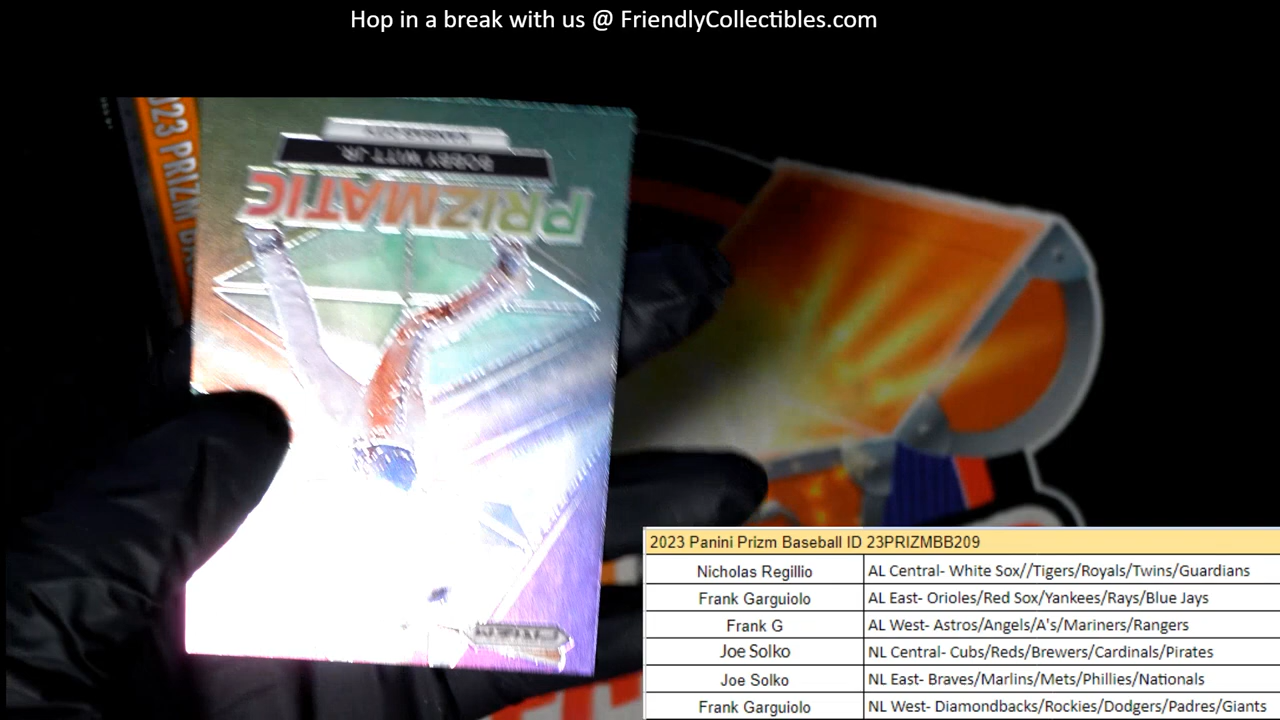 Hop in a break with us @ FriendlyCollectibles.com
BOBBY WITT JR.
PRIZMATIC
2023 Panini Prizm Baseball ID 23PRIZMBB209
Nicholas Regillio AL Central- White Sox//Tigers/Royals/Twins/Guardians
Frank Garguiolo AL East- Orioles/Red Sox/Yankees/Rays/Blue Jays
Frank G AL West- Astros/Angels/A's/Mariners/Rangers
Joe Solko NL Central- Cubs/Reds/Brewers/Cardinals/Pirates
Joe Solko NL East- Braves/Marlins/Mets/Phillies/Nationals
Frank Garguiolo NL West- Diamondbacks/Rockies/Dodgers/Padres/Giants